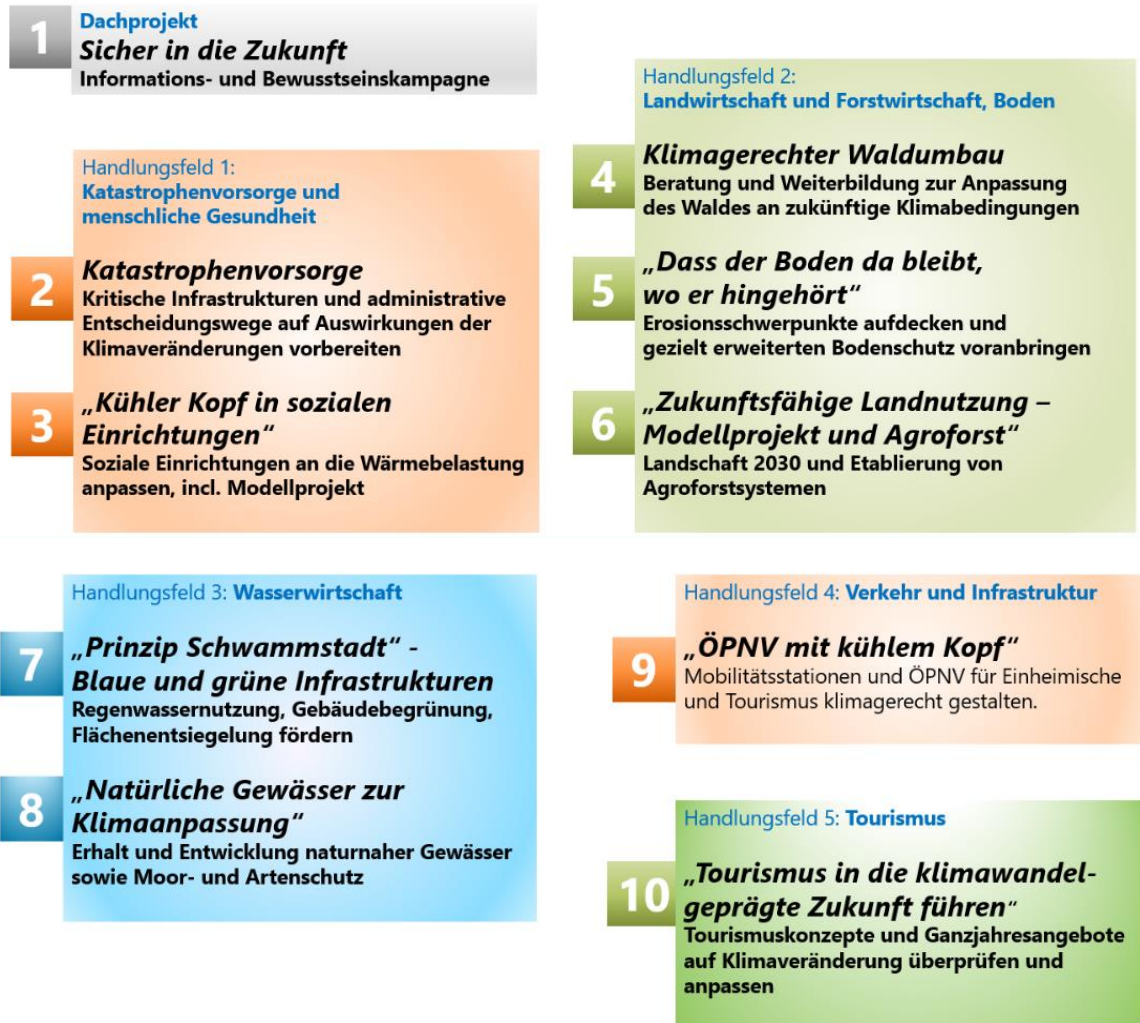 1
Dachprojekt
Sicher in die Zukunft
Informations- und Bewusstseinskampagne
Handlungsfeld 1:
Katastrophenvorsorge und
menschliche Gesundheit
2
Katastrophenvorsorge
Kritische Infrastrukturen und administrative
Entscheidungswege auf Auswirkungen der
Klimaveränderungen vorbereiten
3
„Kühler Kopf in sozialen
Einrichtungen“
Soziale Einrichtungen an die Wärmebelastung
anpassen, incl. Modellprojekt
Handlungsfeld 2:
Landwirtschaft und Forstwirtschaft, Boden
4
Klimagerechter Waldumbau
Beratung und Weiterbildung zur Anpassung
des Waldes an zukünftige Klimabedingungen
5
„Dass der Boden da bleibt,
wo er hingehört“
Erosionsschwerpunkte aufdecken und
gezielt erweiterten Bodenschutz voranbringen
6
„Zukunftsfähige Landnutzung –
Modellprojekt und Agroforst“
Landschaft 2030 und Etablierung von
Agroforstsystemen
Handlungsfeld 3: Wasserwirtschaft
7
„Prinzip Schwammstadt“ -
Blaue und grüne Infrastrukturen
Regenwassernutzung, Gebäudebegrünung,
Flächenentsiegelung fördern
8
„Natürliche Gewässer zur
Klimaanpassung“
Erhalt und Entwicklung naturnaher Gewässer
sowie Moor- und Artenschutz
Handlungsfeld 4: Verkehr und Infrastruktur
9
„ÖPNV mit kühlem Kopf“
Mobilitätsstationen und ÖPNV für Einheimische
und Tourismus klimagerecht gestalten.
Handlungsfeld 5: Tourismus
10
„Tourismus in die klimawandel-
geprägte Zukunft führen“
Tourismuskonzepte und Ganzjahresangebote
auf Klimaveränderung überprüfen und
anpassen